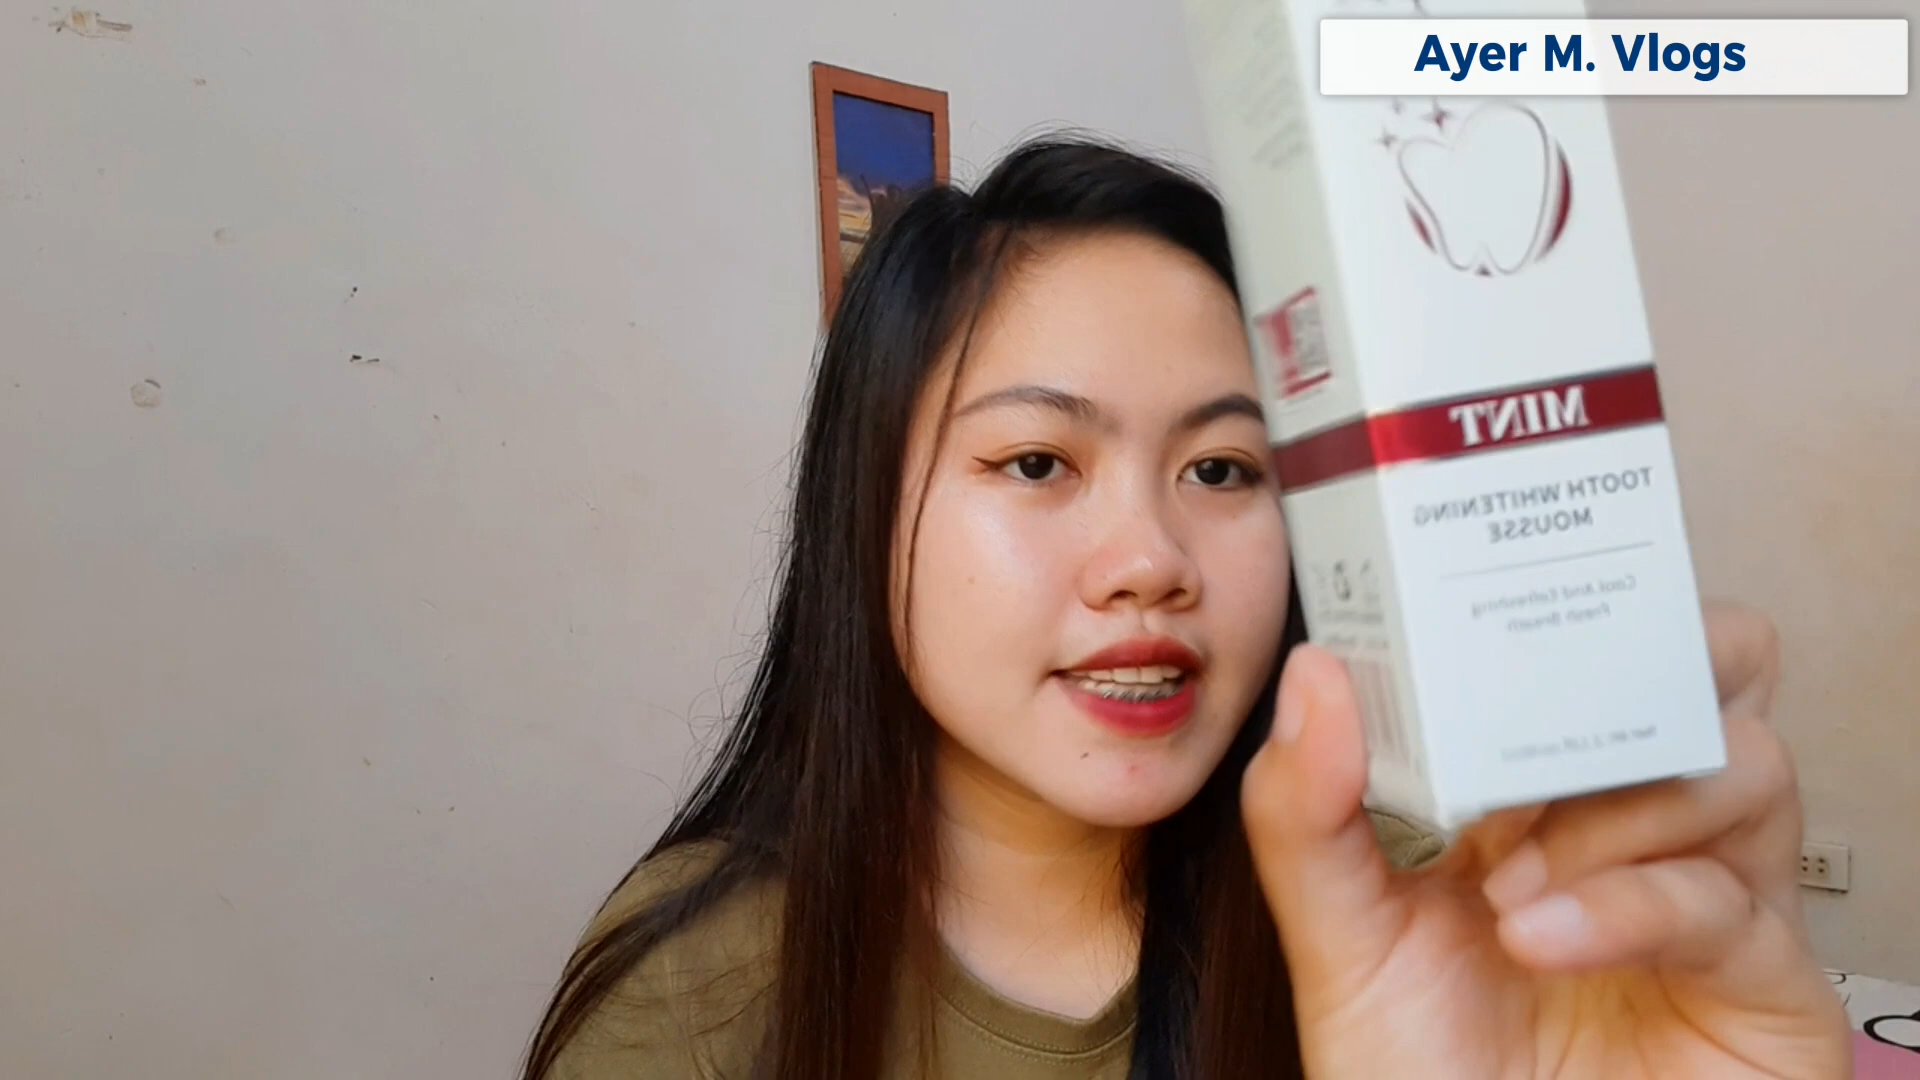 Ayer M. Vlogs
MINT
TOOTH WHITENING
MOUSSE
Cool And Refreshing
Fresh Breath